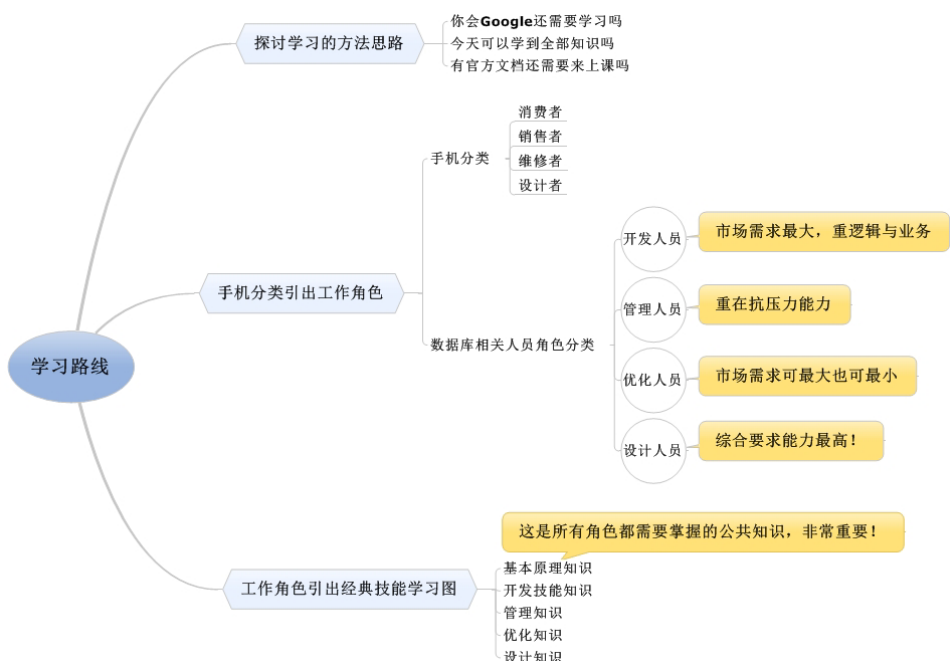 你会Google还需要学习吗
探讨学习的方法思路
今天可以学到全部知识吗
有官方文档还需要来上课吗
消费者
销售者
手机分类
维修者
设计者
开发人员
市场需求最大，重逻辑与业务
手机分类引出工作角色
管理人员
重在抗压力能力
数据库相关人员角色分类
学习路线
优化人员
市场需求可最大也可最小
设计人员
综合要求能力最高！
这是所有角色都需要掌握的公共知识，非常重要！
基本原理知识
工作角色引出经典技能学习图
开发技能知识
管理知识
优化知识
设计知识